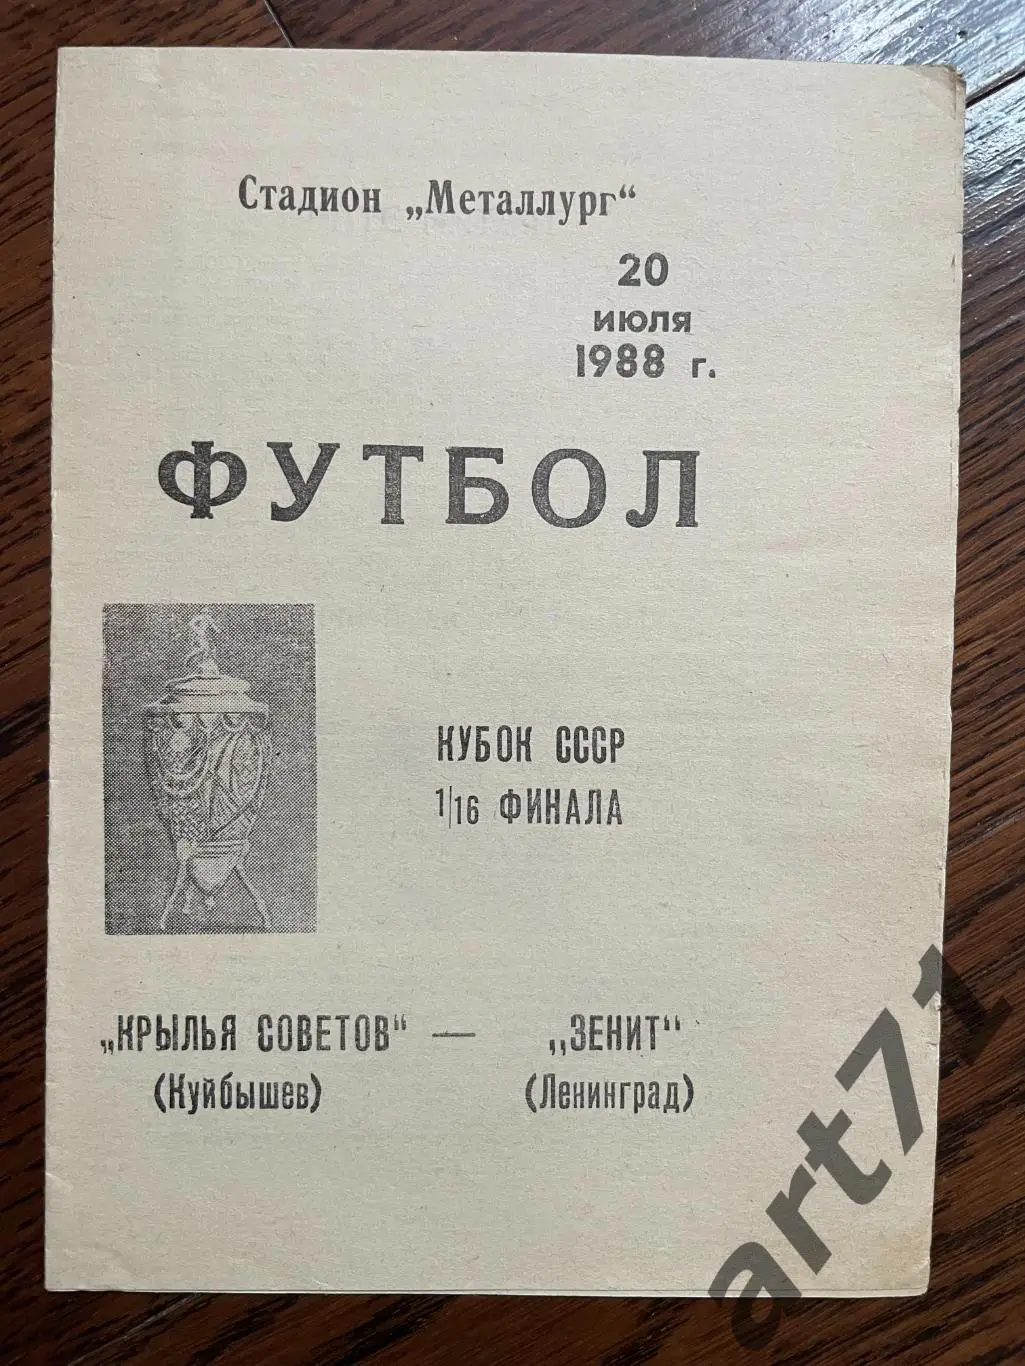 Стадион „Металлург“
20
ИЮЛЯ
1988 г.
ФУТБОЛ
КУБОК СССР
1/16 ФИНАЛА
„КРЫЛЬЯ СОВЕТОВ“ — „ЗЕНИТ“
(Куйбышев) (Ленинград)
art71